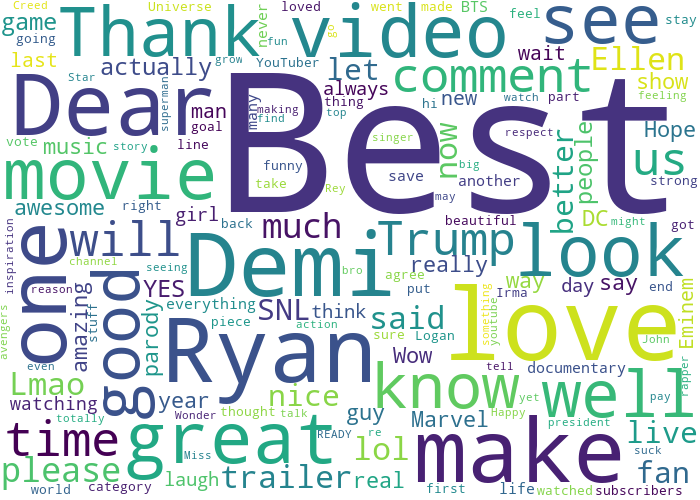 Creed Universe never loved went made BTS feel go stay
game Thank video see
going fun
last actually grow YouTuber let comment wait Ellen
Star many show
Dear superman Best always
man thing hi new watch part feeling
goal making find top
vote music line singer now respect Hope
story better people us
movie funny save big strong
take Rey another
awesome right girl may DC
back beautiful might got
inspiration one will much Trump look
channel Demi really way day say end
reason seeing bro agree
YES everything SNL put Irma Eminem
amazing think said something youtube John
avengers stuff good parody piece action sure Logan
even Ryan love
Lmao Wow tell documentary rapper
watching year nice guy know well pay
totally Wonder thought talk Marvel yet
time great Happy president live
Miss READY re lol make
please laugh trailer real suck fan
world category first life watched subscribers